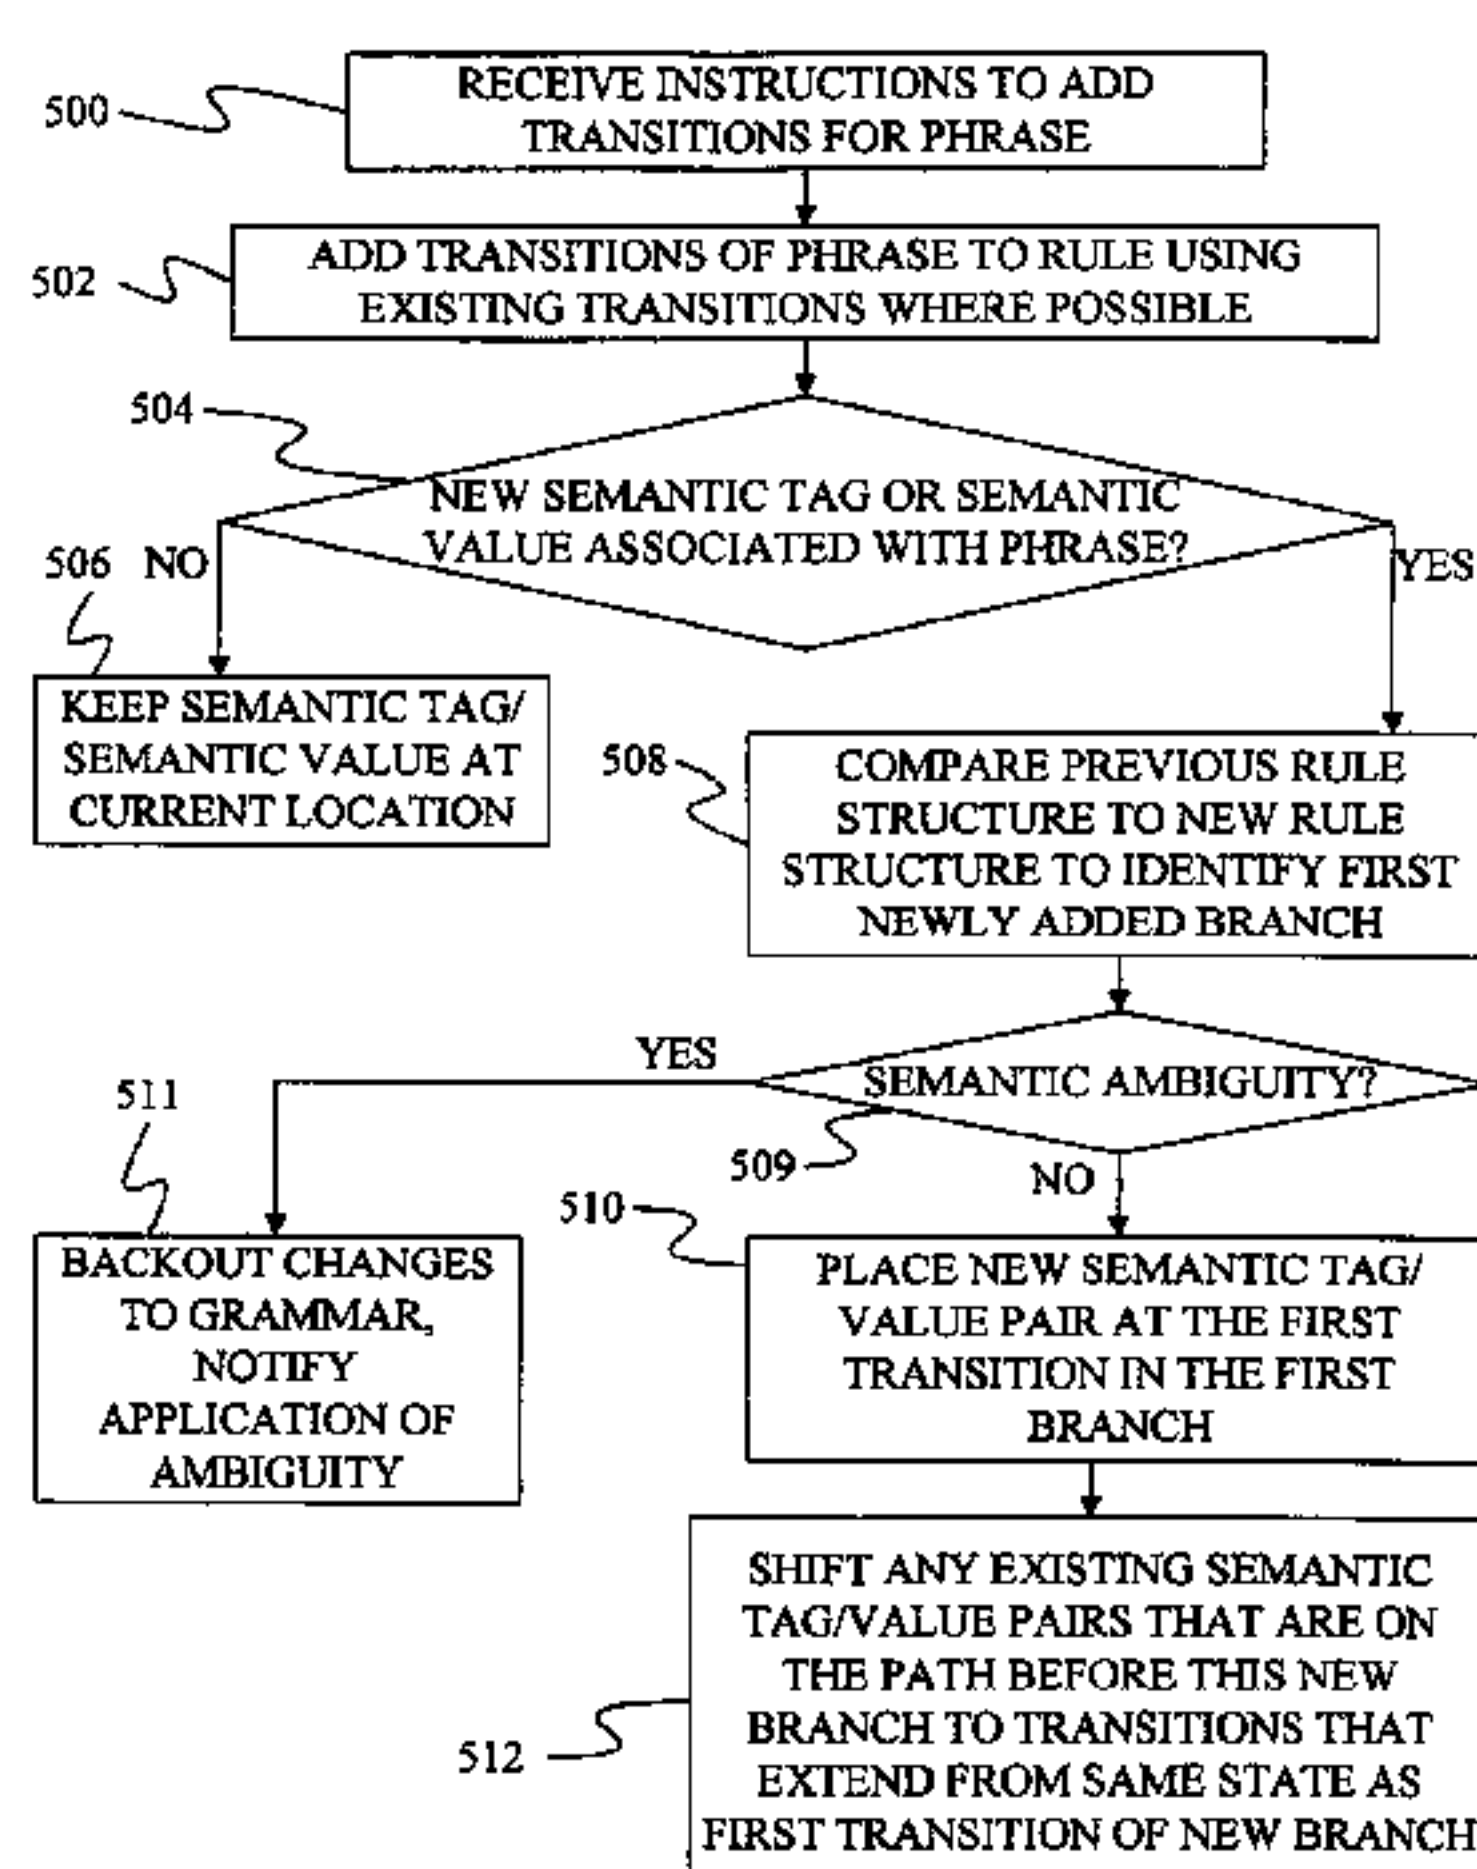 500
RECEIVE INSTRUCTIONS TO ADD
TRANSITIONS FOR PHRASE
502
ADD TRANSITIONS OF PHRASE TO RULE USING
EXISTING TRANSITIONS WHERE POSSIBLE
504
NEW SEMANTIC TAG OR SEMANTIC
VALUE ASSOCIATED WITH PHRASE?
506 NO
YES
KEEP SEMANTIC TAG/
SEMANTIC VALUE AT
CURRENT LOCATION
508
COMPARE PREVIOUS RULE
STRUCTURE TO NEW RULE
STRUCTURE TO IDENTIFY FIRST
NEWLY ADDED BRANCH
YES
SEMANTIC AMBIGUITY?
509
NO
511
BACKOUT CHANGES
TO GRAMMAR,
NOTIFY
APPLICATION OF
AMBIGUITY
510
PLACE NEW SEMANTIC TAG/
VALUE PAIR AT THE FIRST
TRANSITION IN THE FIRST
BRANCH
512
SHIFT ANY EXISTING SEMANTIC
TAG/VALUE PAIRS THAT ARE ON
THE PATH BEFORE THIS NEW
BRANCH TO TRANSITIONS THAT
EXTEND FROM SAME STATE AS
FIRST TRANSITION OF NEW BRANCH